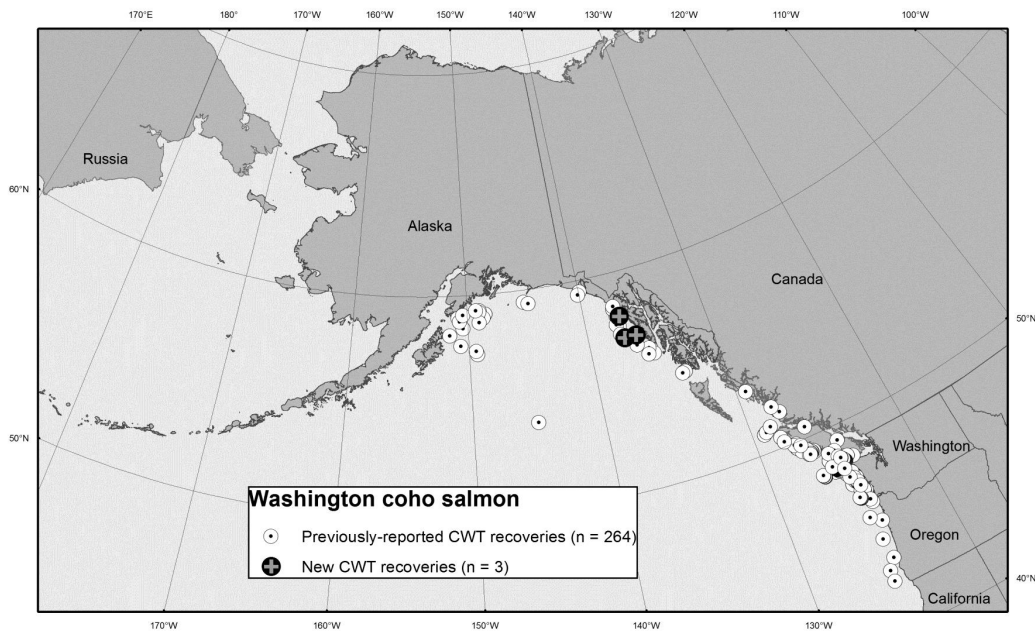 170°E 180°W 170°W 160°W 150°W 140°W 130°W 120°W 110°W 100°W
Russia
60°N
Alaska
Canada
50°N
50°N
Washington
Washington coho salmon
Previously-reported CWT recoveries (n = 264)
New CWT recoveries (n = 3)
Oregon
40°N
California
170°W 160°W 150°W 140°W 130°W